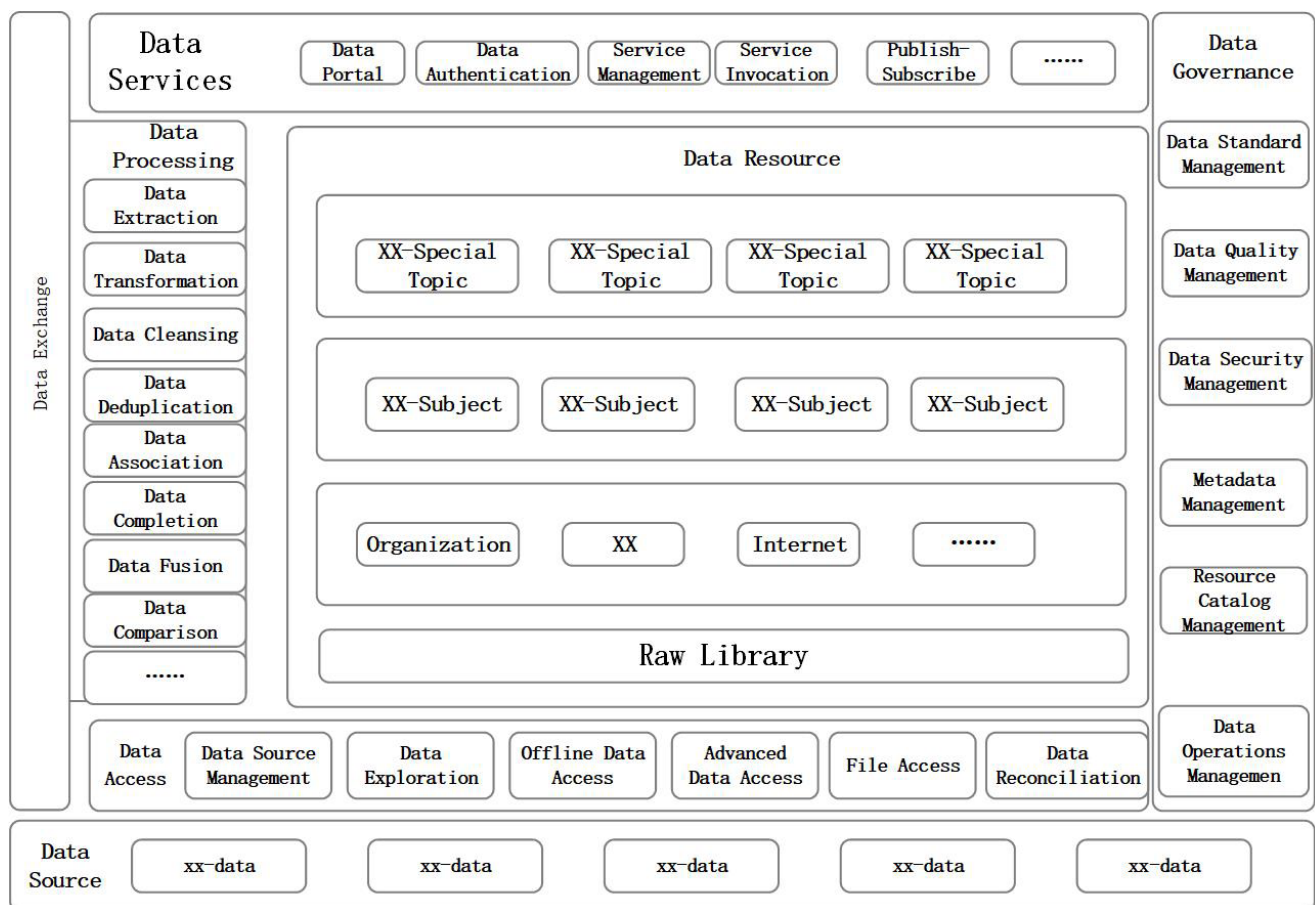 Data
Services
Data
Portal
Data
Authentication
Service
Management
Service
Invocation
Publish-
Subscribe
……
Data
Governance
Data Standard
Management
Data Quality
Management
Data Security
Management
Metadata
Management
Resource
Catalog
Management
Data
Operations
Managemen
Data Exchange
Data
Processing
Data
Extraction
Data
Transformation
Data Cleansing
Data
Deduplication
Data
Association
Data
Completion
Data Fusion
Data
Comparison
……
Data Resource
XX-Special
Topic
XX-Special
Topic
XX-Special
Topic
XX-Special
Topic
XX-Subject
XX-Subject
XX-Subject
XX-Subject
Organization
XX
Internet
……
Raw Library
Data
Access
Data Source
Management
Data
Exploration
Offline Data
Access
Advanced
Data Access
File Access
Data
Reconciliation
Data
Source
xx-data
xx-data
xx-data
xx-data
xx-data